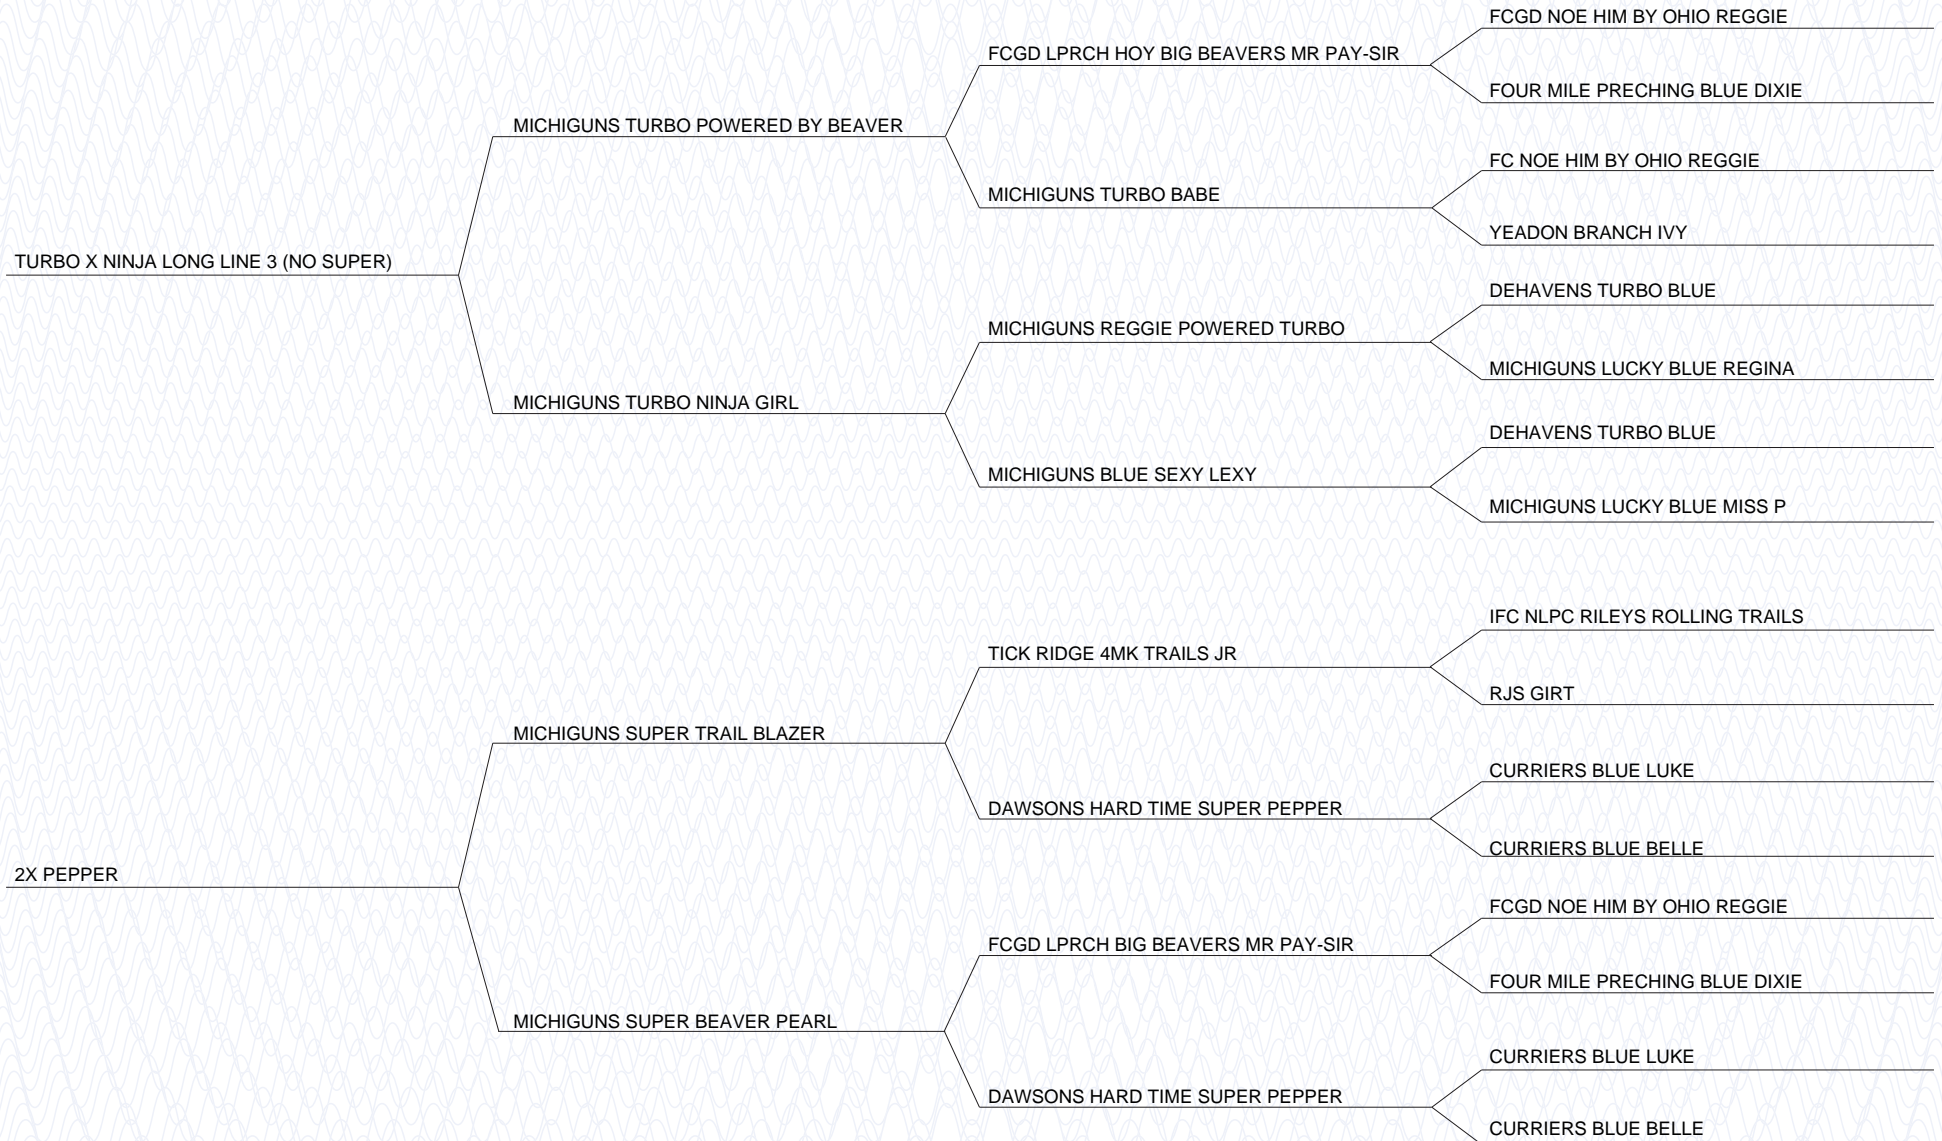 FCGD NOE HIM BY OHIO REGGIE
FCGD LPRCH HOY BIG BEAVERS MR PAY-SIR
FOUR MILE PRECHING BLUE DIXIE
MICHIGUNS TURBO POWERED BY BEAVER
FC NOE HIM BY OHIO REGGIE
MICHIGUNS TURBO BABE
YEADON BRANCH IVY
TURBO X NINJA LONG LINE 3 (NO SUPER)
DEHAVENS TURBO BLUE
MICHIGUNS REGGIE POWERED TURBO
MICHIGUNS LUCKY BLUE REGINA
MICHIGUNS TURBO NINJA GIRL
DEHAVENS TURBO BLUE
MICHIGUNS BLUE SEXY LEXY
MICHIGUNS LUCKY BLUE MISS P
IFC NLPC RILEYS ROLLING TRAILS
TICK RIDGE 4MK TRAILS JR
RJS GIRT
MICHIGUNS SUPER TRAIL BLAZER
CURRIERS BLUE LUKE
DAWSONS HARD TIME SUPER PEPPER
CURRIERS BLUE BELLE
2X PEPPER
FCGD NOE HIM BY OHIO REGGIE
FCGD LPRCH BIG BEAVERS MR PAY-SIR
FOUR MILE PRECHING BLUE DIXIE
MICHIGUNS SUPER BEAVER PEARL
CURRIERS BLUE LUKE
DAWSONS HARD TIME SUPER PEPPER
CURRIERS BLUE BELLE